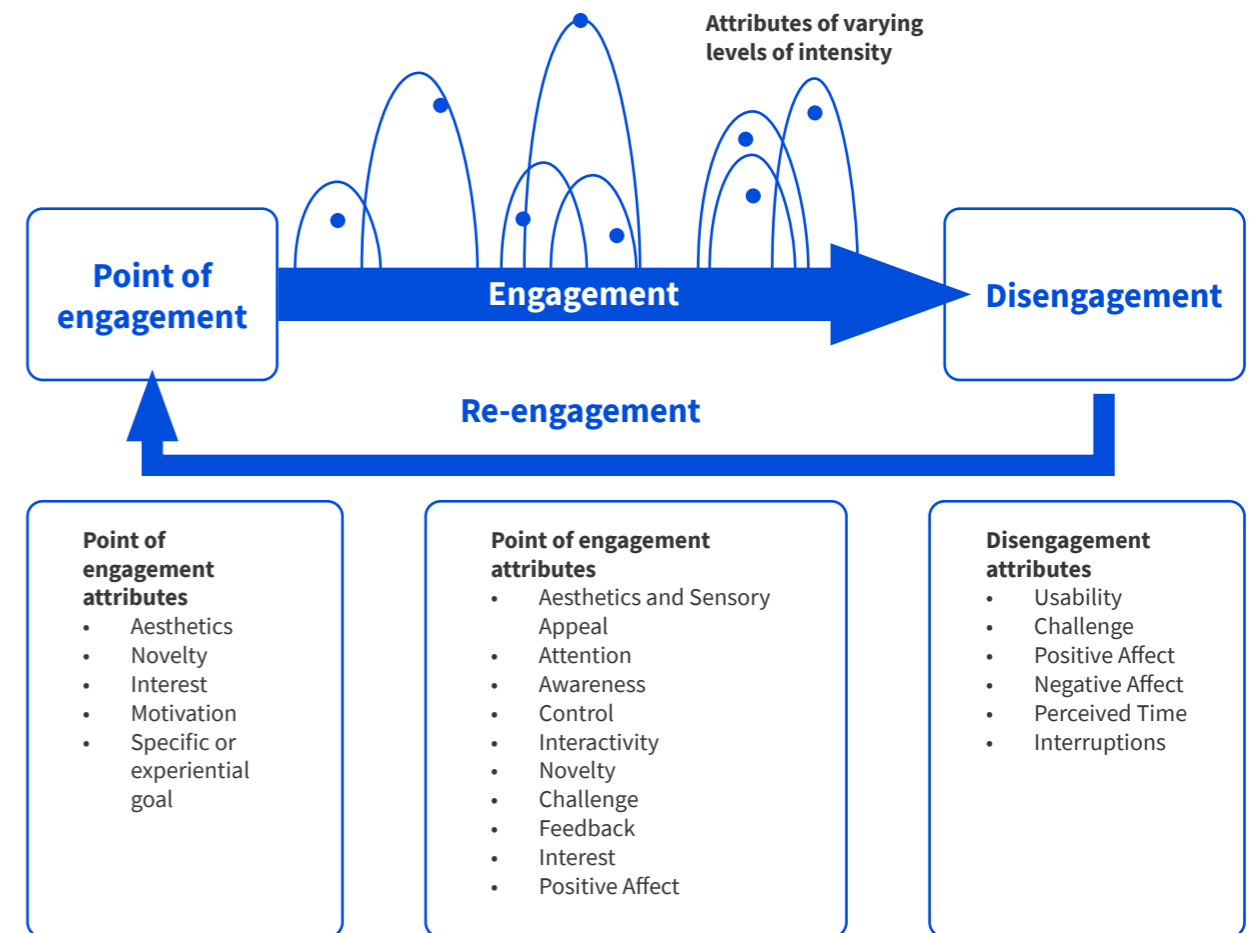 Attributes of varying
levels of intensity
Point of
engagement
Engagement
Disengagement
Re-engagement
Point of
engagement
attributes
• Aesthetics
• Novelty
• Interest
• Motivation
• Specific or
experiential
goal
Point of engagement
attributes
• Aesthetics and Sensory
Appeal
• Attention
• Awareness
• Control
• Interactivity
• Novelty
• Challenge
• Feedback
• Interest
• Positive Affect
Disengagement
attributes
• Usability
• Challenge
• Positive Affect
• Negative Affect
• Perceived Time
• Interruptions